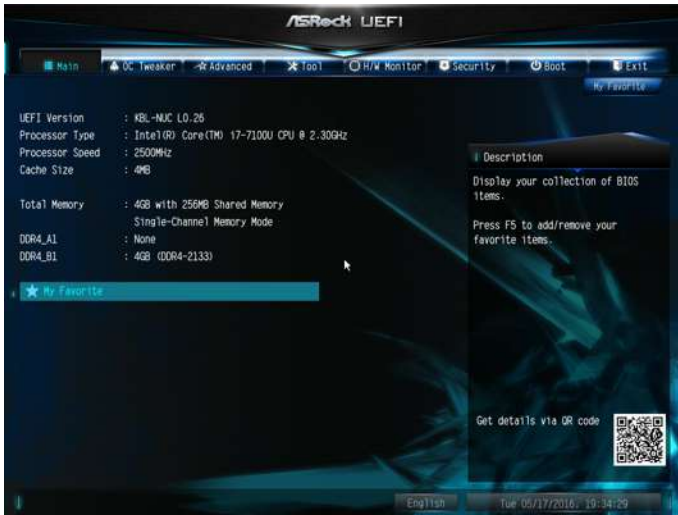 ASRock UEFI
Main OC Tweaker Advanced Tool H/W Monitor Security Boot Exit
My Favorite
UEFI Version : KBL-NUC L0.26
Processor Type : Intel(R) Core(TM) i7-7100U CPU @ 2.30GHz
Processor Speed : 2500MHz
Cache Size : 4MB
Total Memory : 4GB with 256MB Shared Memory
Single-Channel Memory Mode
DDR4_A1 : None
DDR4_B1 : 4GB (DDR4-2133)
My Favorite
Description
Display your collection of BIOS
items.
Press F5 to add/remove your
favorite items.
Get details via QR code
English
Tue 05/17/2016, 19:34:29